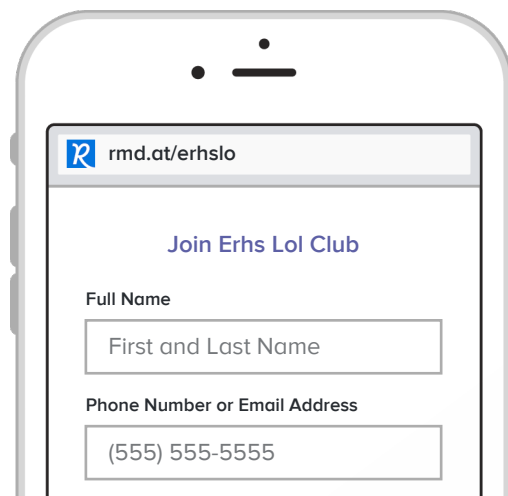 rmd.at/erhslo
Join Erhs Lol Club
Full Name
First and Last Name
Phone Number or Email Address
(555) 555-5555